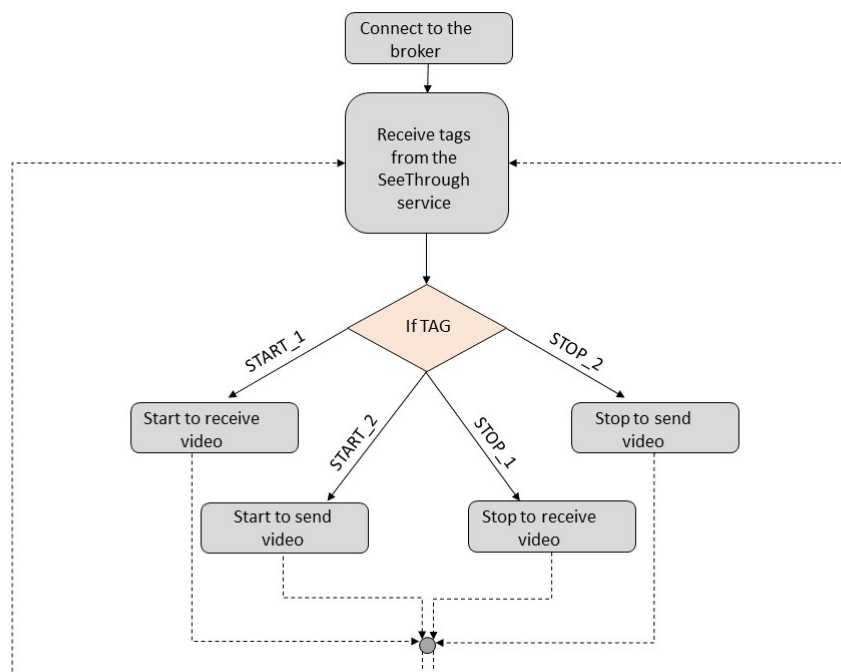 Connect to the
broker
Receive tags
from the
SeeThrough
service
If TAG
START_1
START_2
STOP_1
STOP_2
Start to receive
video
Stop to send
video
Start to send
video
Stop to receive
video